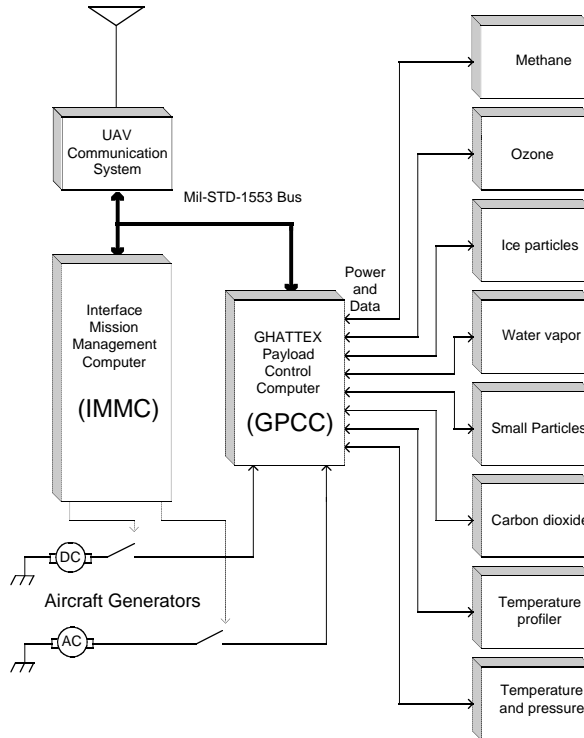 UAV
Communication
System
Mil-STD-1553 Bus
Interface
Mission
Management
Computer
(IMMC)
Power
and
Data
GHATTEX
Payload
Control
Computer
(GPCC)
DC
Aircraft Generators
AC
Methane
Ozone
Ice particles
Water vapor
Small Particles
Carbon dioxide
Temperature
profiler
Temperature
and pressure